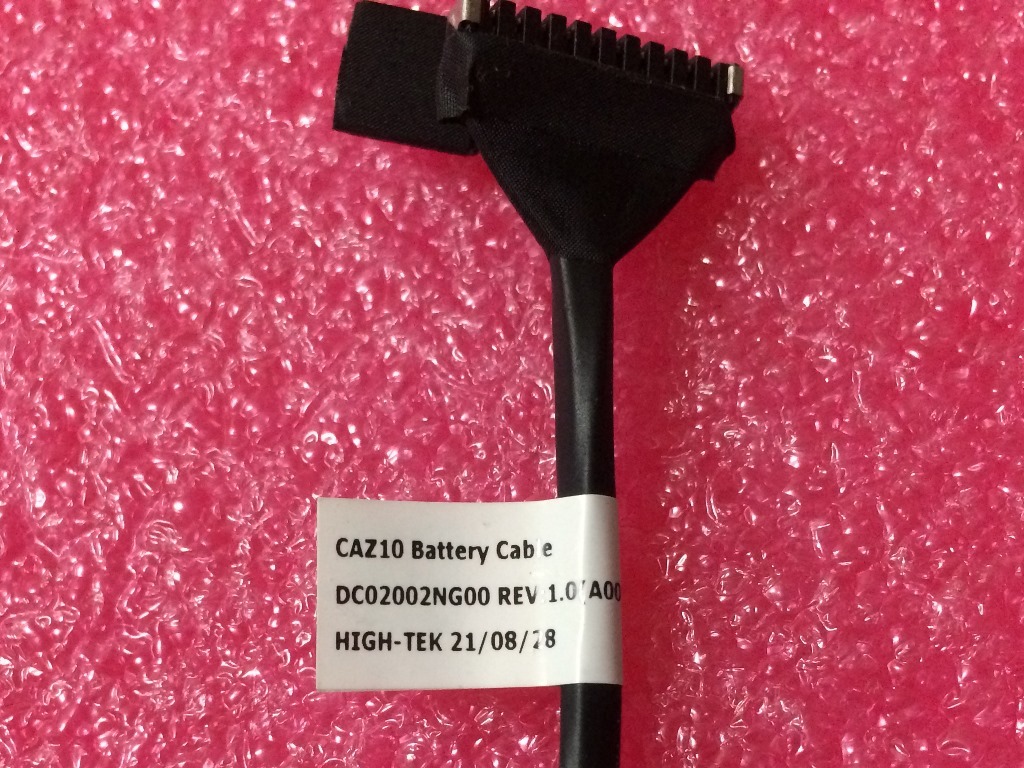 CAZ10 Battery Cable
DC02002NG00 REV 1.0 (A00
HIGH-TEK 21/08/28